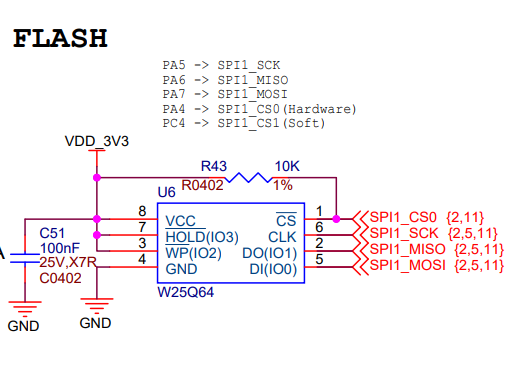 FLASH
PA5 -> SPI1_SCK
PA6 -> SPI1_MISO
PA7 -> SPI1_MOSI
PA4 -> SPI1_CS0(Hardware)
PC4 -> SPI1_CS1(Soft)
VDD_3V3
R43 10K
R0402 1%
U6
8 VCC CS 1 SPI1_CS0 {2,11}
7 HOLD(IO3) CLK 6 SPI1_SCK {2,5,11}
3 WP(IO2) DO(IO1) 2 SPI1_MISO {2,5,11}
4 GND DI(IO0) 5 SPI1_MOSI {2,5,11}
W25Q64
C51
100nF
25V,X7R
C0402
GND
GND